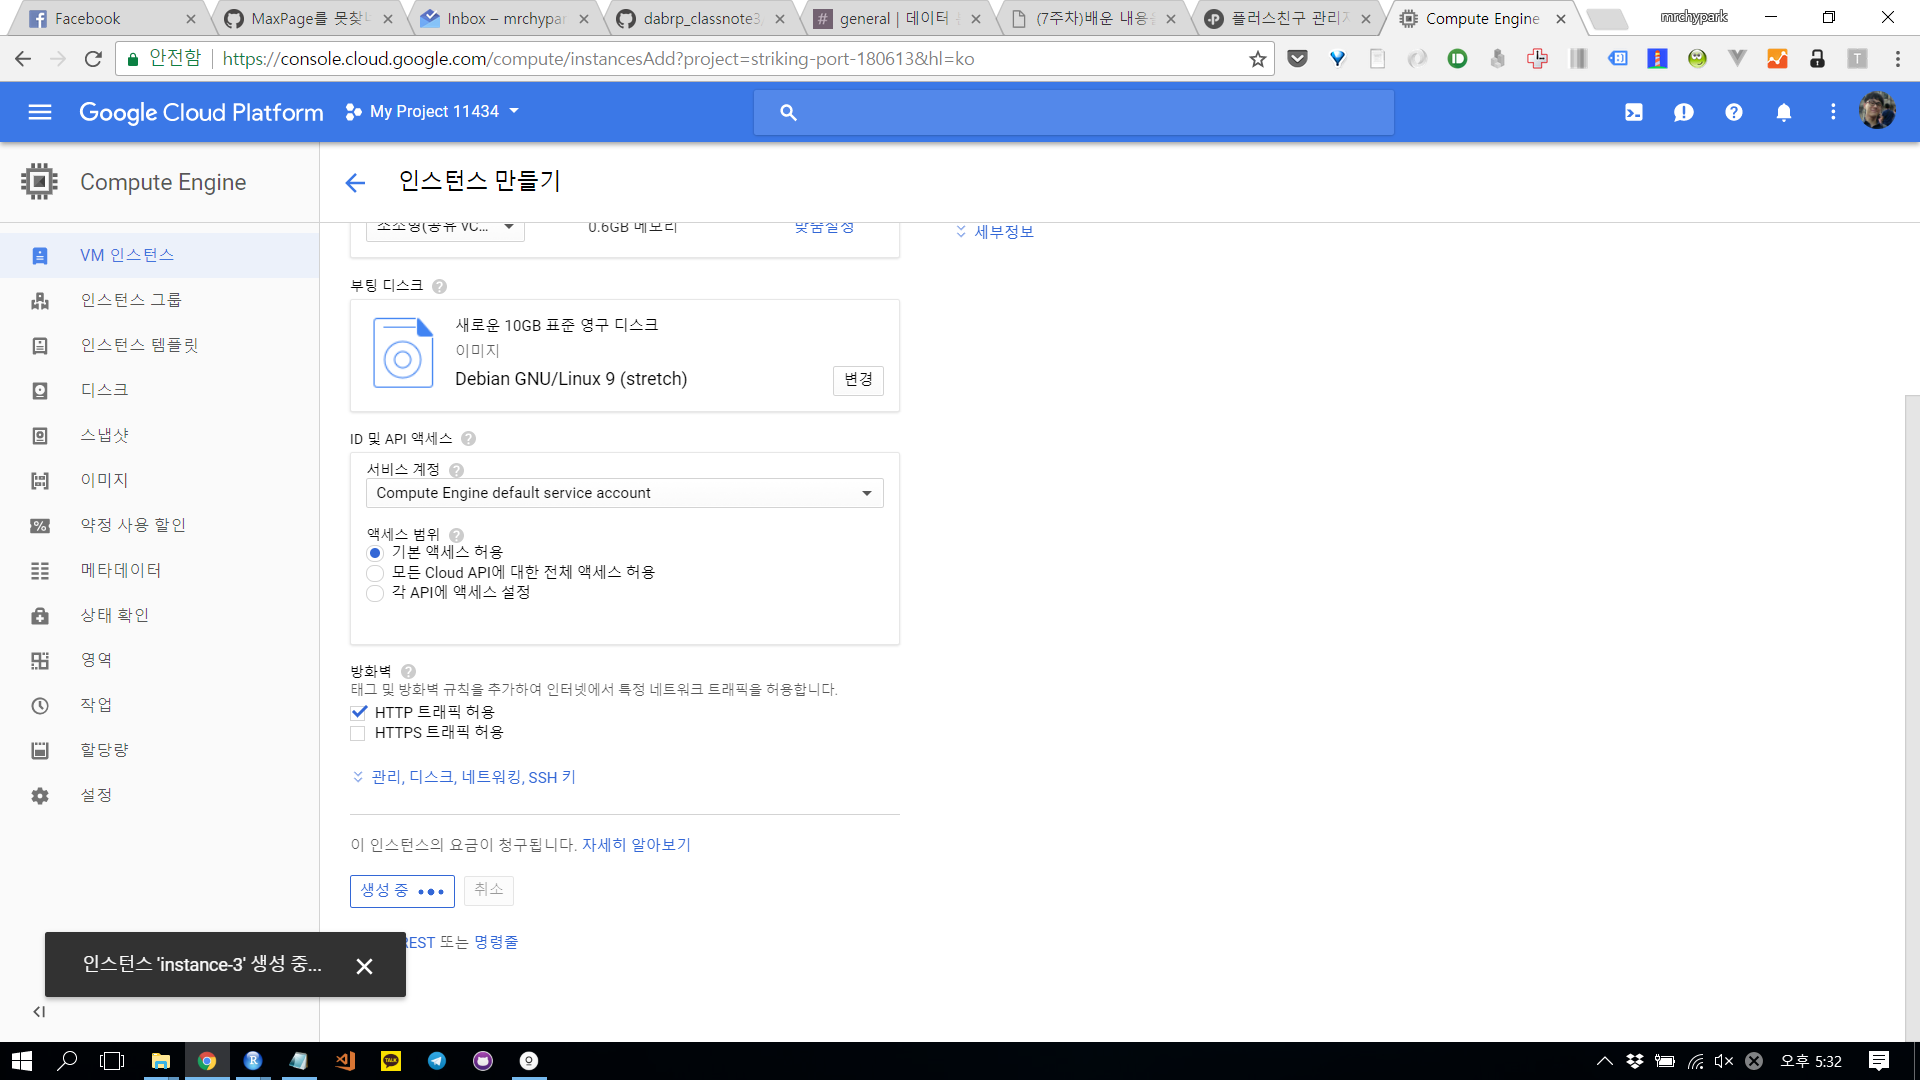 Facebook
MaxPage를 못찾
Inbox – mrchypar
dabrp_classnote3
general | 데이터
(7주차)배운 내용
플러스친구 관리
Compute Engine
mrchypark
안전함
https://console.cloud.google.com/compute/instancesAdd?project=striking-port-180613&hl=ko
Google Cloud Platform
My Project 11434
Compute Engine
인스턴스 만들기
VM 인스턴스
인스턴스 그룹
인스턴스 템플릿
디스크
스냅샷
이미지
약정 사용 할인
메타데이터
상태 확인
영역
작업
할당량
설정
초소형(공유 vC...
0.6GB 메모리
맞춤설정
세부정보
부팅 디스크
새로운 10GB 표준 영구 디스크
이미지
Debian GNU/Linux 9 (stretch)
변경
ID 및 API 액세스
서비스 계정
Compute Engine default service account
액세스 범위
기본 액세스 허용
모든 Cloud API에 대한 전체 액세스 허용
각 API에 액세스 설정
방화벽
태그 및 방화벽 규칙을 추가하여 인터넷에서 특정 네트워크 트래픽을 허용합니다.
HTTP 트래픽 허용
HTTPS 트래픽 허용
관리, 디스크, 네트워킹, SSH 키
이 인스턴스의 요금이 청구됩니다. 자세히 알아보기
생성 중
취소
REST 또는 명령줄
인스턴스 'instance-3' 생성 중...
오후 5:32